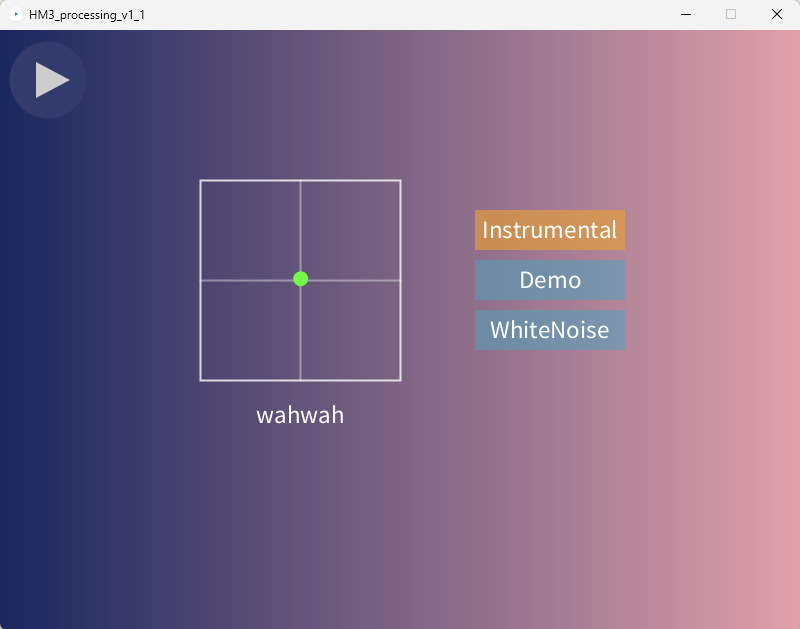 HM3_processing_v1_1
Instrumental
Demo
WhiteNoise
wahwah